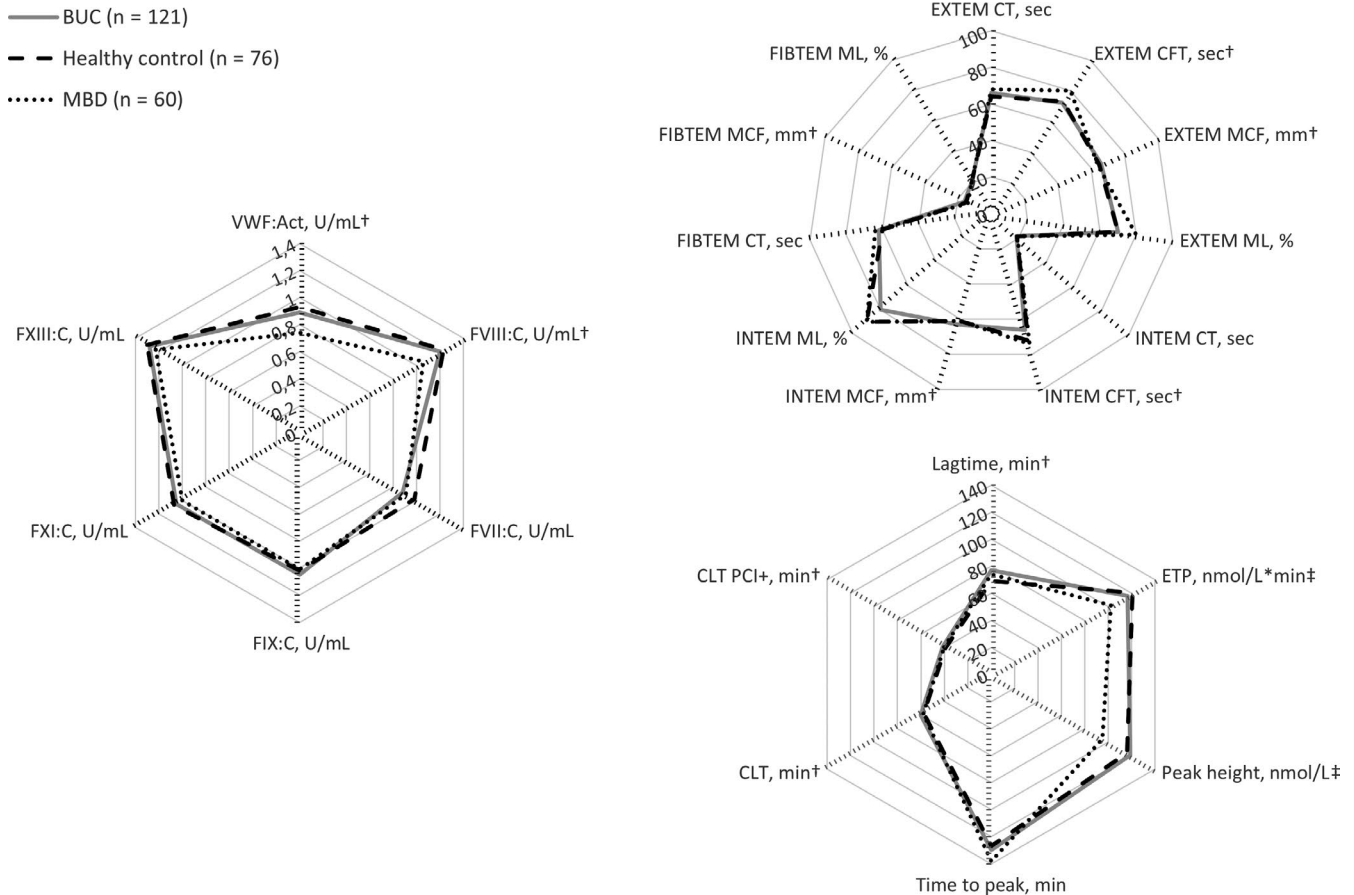 BUC (n = 121)
Healthy control (n = 76)
MBD (n = 60)
VWF:Act, U/mL†
1,4
1,2
1
0,8
0,6
0,4
0,2
0
FVIII:C, U/mL†
FVII:C, U/mL
FIX:C, U/mL
FXI:C, U/mL
FXIII:C, U/mL
EXTEM CT, sec
100
80
60
40
20
0
EXTEM CFT, sec†
EXTEM MCF, mm†
EXTEM ML, %
INTEM CT, sec
INTEM CFT, sec†
INTEM MCF, mm†
INTEM ML, %
FIBTEM CT, sec
FIBTEM MCF, mm†
FIBTEM ML, %
Lagtime, min†
140
120
100
80
60
40
20
0
ETP, nmol/L*min‡
Peak height, nmol/L‡
Time to peak, min
CLT, min†
CLT PCI+, min†